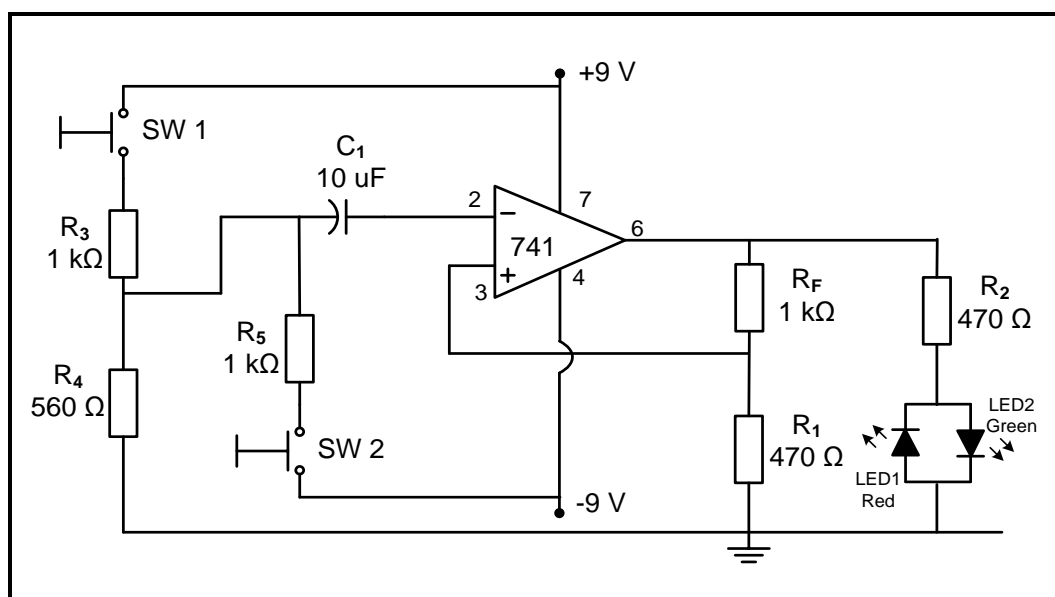 +9 V
SW 1
C1
10 uF
2
7
R3
1 kΩ
741
6
3
4
RF
1 kΩ
R2
470 Ω
R5
1 kΩ
R4
560 Ω
SW 2
R1
470 Ω
LED2
Green
LED1
Red
-9 V